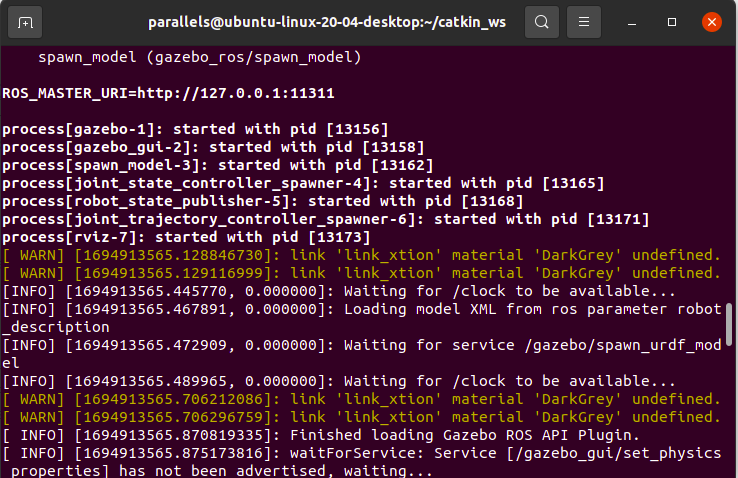 parallels@ubuntu-linux-20-04-desktop:~/catkin_ws
    spawn_model (gazebo_ros/spawn_model)
ROS_MASTER_URI=http://127.0.0.1:11311
process[gazebo-1]: started with pid [13156]
process[gazebo_gui-2]: started with pid [13158]
process[spawn_model-3]: started with pid [13162]
process[joint_state_controller_spawner-4]: started with pid [13165]
process[robot_state_publisher-5]: started with pid [13168]
process[joint_trajectory_controller_spawner-6]: started with pid [13171]
process[rviz-7]: started with pid [13173]
[ WARN] [1694913565.128846730]: link 'link_xtion' material 'DarkGrey' undefined.
[ WARN] [1694913565.129116999]: link 'link_xtion' material 'DarkGrey' undefined.
[INFO] [1694913565.445770, 0.000000]: Waiting for /clock to be available...
[INFO] [1694913565.467891, 0.000000]: Loading model XML from ros parameter robot
_description
[INFO] [1694913565.472909, 0.000000]: Waiting for service /gazebo/spawn_urdf_mod
el
[INFO] [1694913565.489965, 0.000000]: Waiting for /clock to be available...
[ WARN] [1694913565.706212086]: link 'link_xtion' material 'DarkGrey' undefined.
[ WARN] [1694913565.706296759]: link 'link_xtion' material 'DarkGrey' undefined.
[ INFO] [1694913565.870819335]: Finished loading Gazebo ROS API Plugin.
[ INFO] [1694913565.875173816]: waitForService: Service [/gazebo_gui/set_physics
_properties] has not been advertised, waiting...